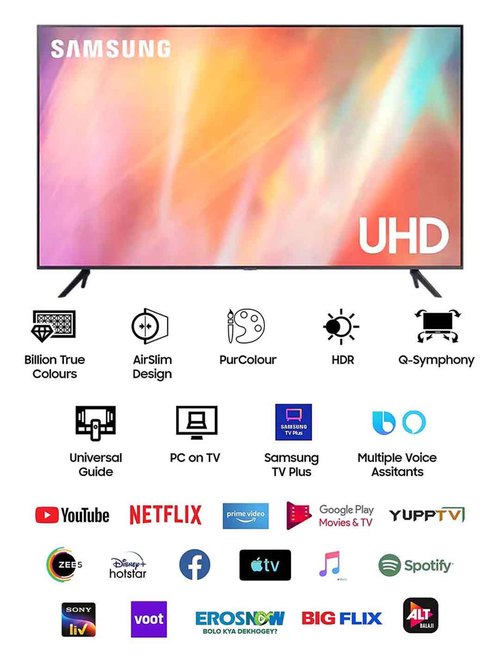 SAMSUNG
UHD
Billion True
Colours
AirSlim
Design
PurColour
HDR
Q-Symphony
Universal
Guide
PC on TV
SAMSUNG
TV Plus
Samsung
TV Plus
Multiple Voice
Assitants
YouTube
NETFLIX
prime video
Google Play
Movies & TV
YUPPTV
ZEE5
Disney+
hotstar
f
tv
Spotify
SONY
liv
voot
EROSNOW
BOLO KYA DEKHOGEY?
BIG FLIX
ALT
BALAJI